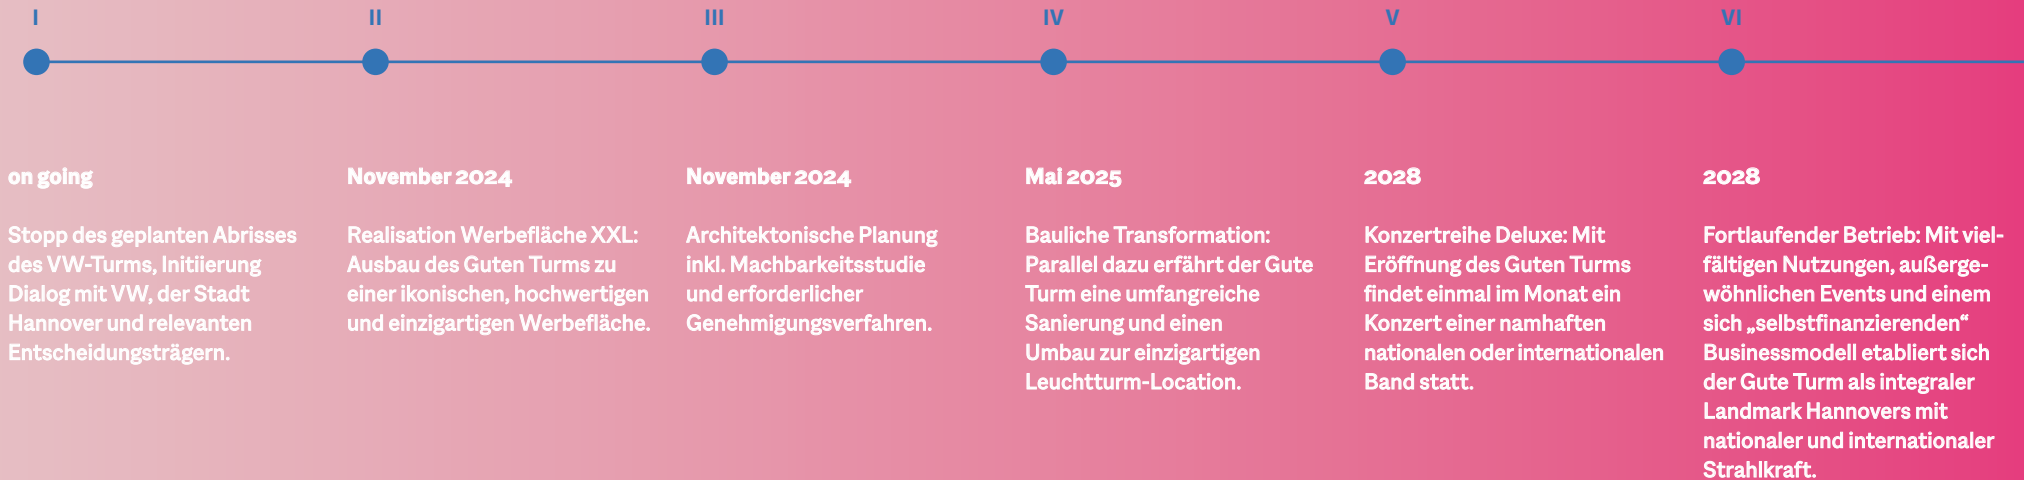 I
II
III
IV
V
VI
on going
Stopp des geplanten Abrisses
des VW-Turms, Initiierung
Dialog mit VW, der Stadt
Hannover und relevanten
Entscheidungsträgern.
November 2024
Realisation Werbefläche XXL:
Ausbau des Guten Turms zu
einer ikonischen, hochwertigen
und einzigartigen Werbefläche.
November 2024
Architektonische Planung
inkl. Machbarkeitsstudie
und erforderlicher
Genehmigungsverfahren.
Mai 2025
Bauliche Transformation:
Parallel dazu erfährt der Gute
Turm eine umfangreiche
Sanierung und einen
Umbau zur einzigartigen
Leuchtturm-Location.
2028
Konzertreihe Deluxe: Mit
Eröffnung des Guten Turms
findet einmal im Monat ein
Konzert einer namhaften
nationalen oder internationalen
Band statt.
2028
Fortlaufender Betrieb: Mit viel-
fältigen Nutzungen, außerge-
wöhnlichen Events und einem
sich „selbstfinanzierenden“
Businessmodell etabliert sich
der Gute Turm als integraler
Landmark Hannovers mit
nationaler und internationaler
Strahlkraft.